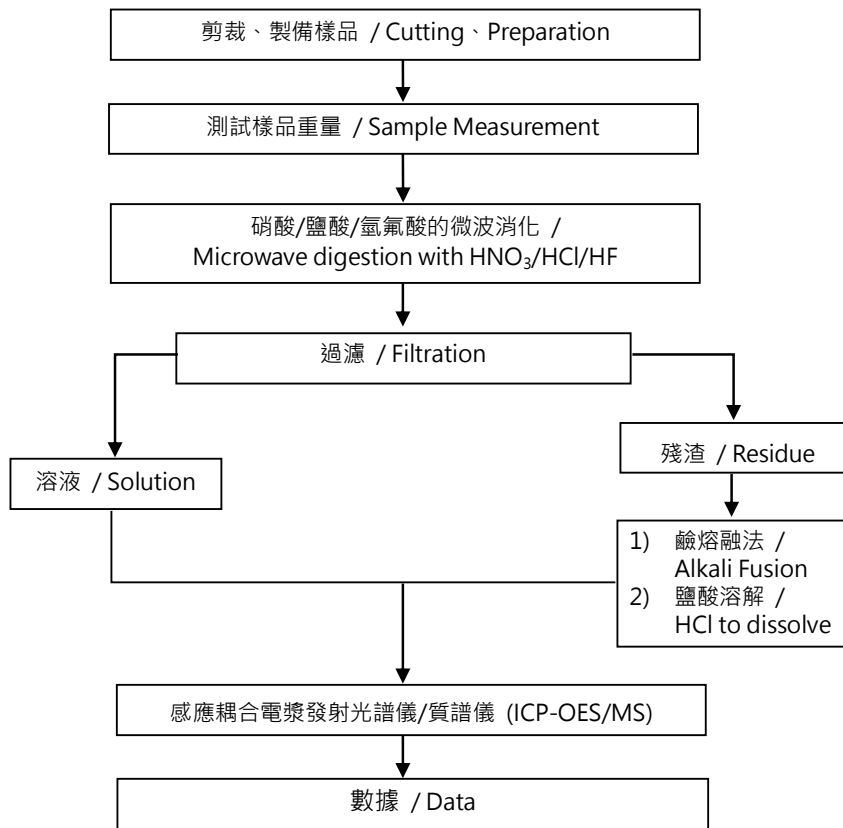 剪裁、製備樣品 / Cutting、Preparation
測試樣品重量 / Sample Measurement
硝酸/鹽酸/氫氟酸的微波消化 /
Microwave digestion with HNO₃/HCl/HF
過濾 / Filtration
溶液 / Solution
殘渣 / Residue
1) 鹼熔融法 /
Alkali Fusion
2) 鹽酸溶解 /
HCl to dissolve
感應耦合電漿發射光譜儀/質譜儀 (ICP-OES/MS)
數據 / Data